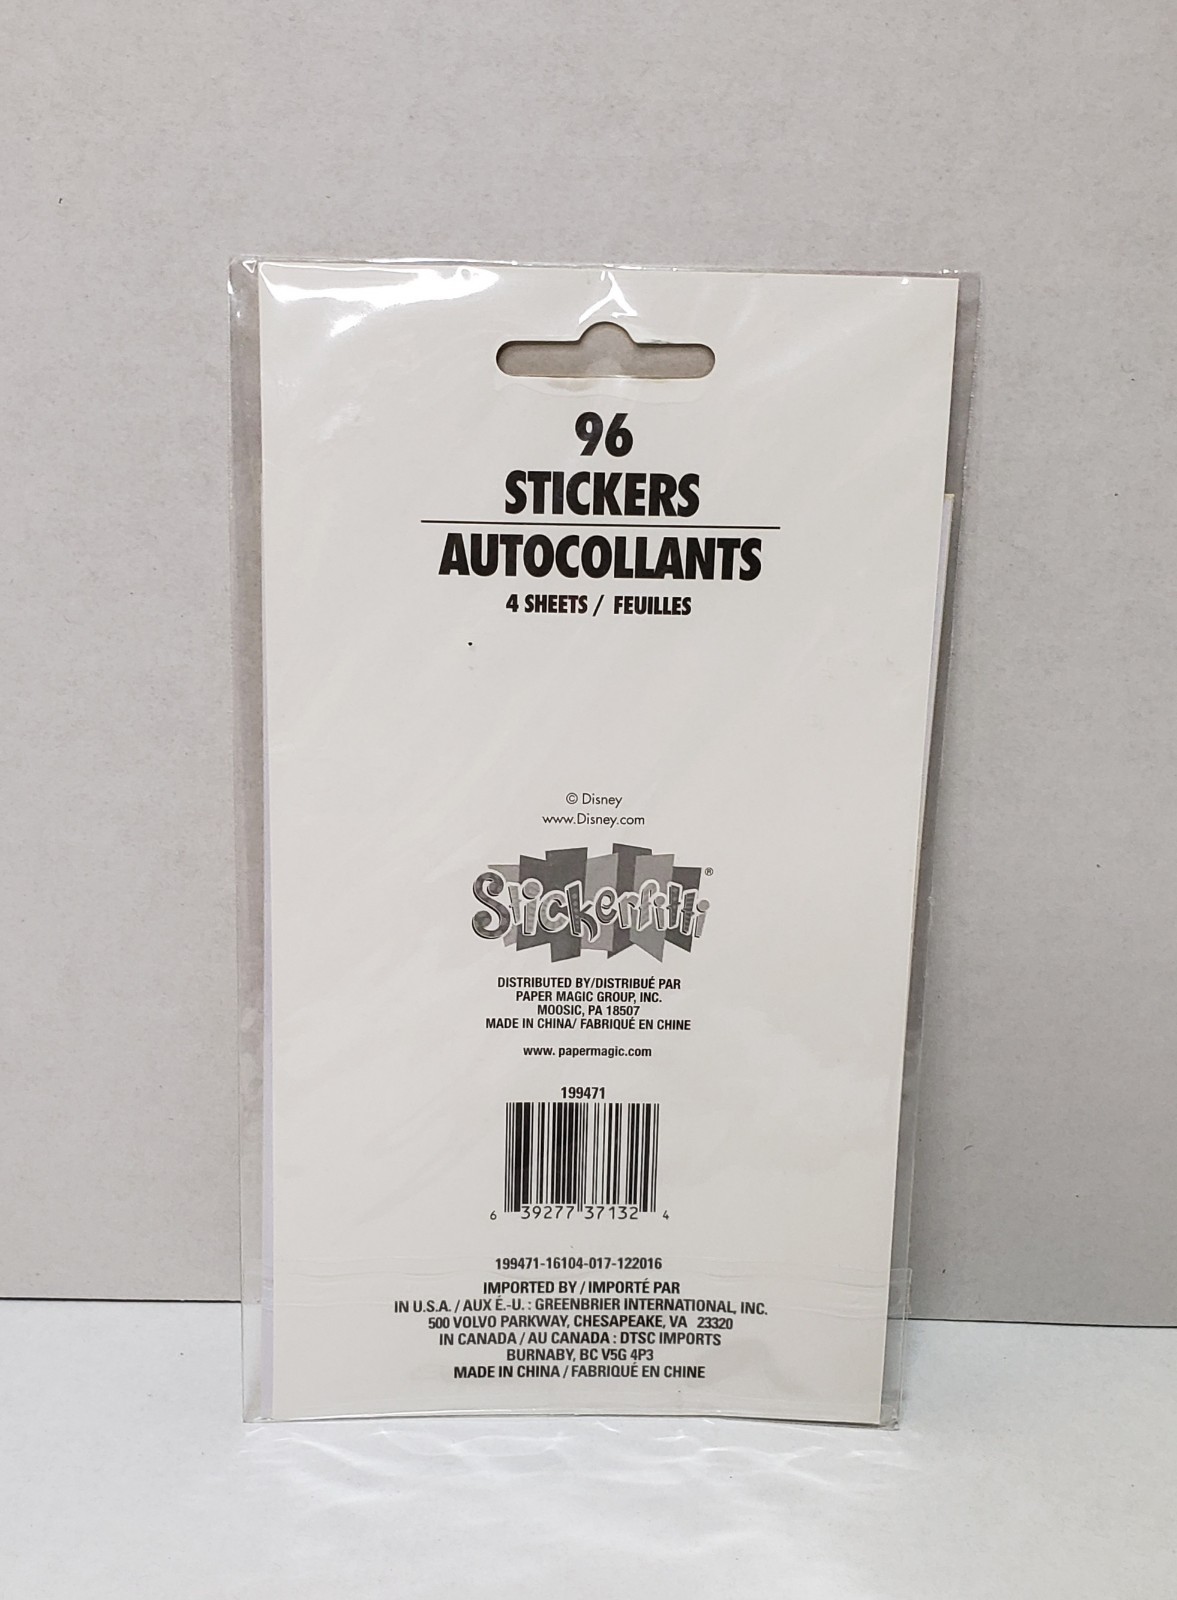 96
STICKERS
AUTOCOLLANTS
4 SHEETS / FEUILLES
© Disney
www.Disney.com
Stickerfitti®
DISTRIBUTED BY/DISTRIBUÉ PAR
PAPER MAGIC GROUP, INC.
MOOSIC, PA 18507
MADE IN CHINA/ FABRIQUÉ EN CHINE
www. papermagic.com
199471
6 39277 37132 4
199471-16104-017-122016
IMPORTED BY / IMPORTÉ PAR
IN U.S.A. / AUX É.-U. : GREENBRIER INTERNATIONAL, INC.
500 VOLVO PARKWAY, CHESAPEAKE, VA 23320
IN CANADA / AU CANADA : DTSC IMPORTS
BURNABY, BC V5G 4P3
MADE IN CHINA / FABRIQUÉ EN CHINE